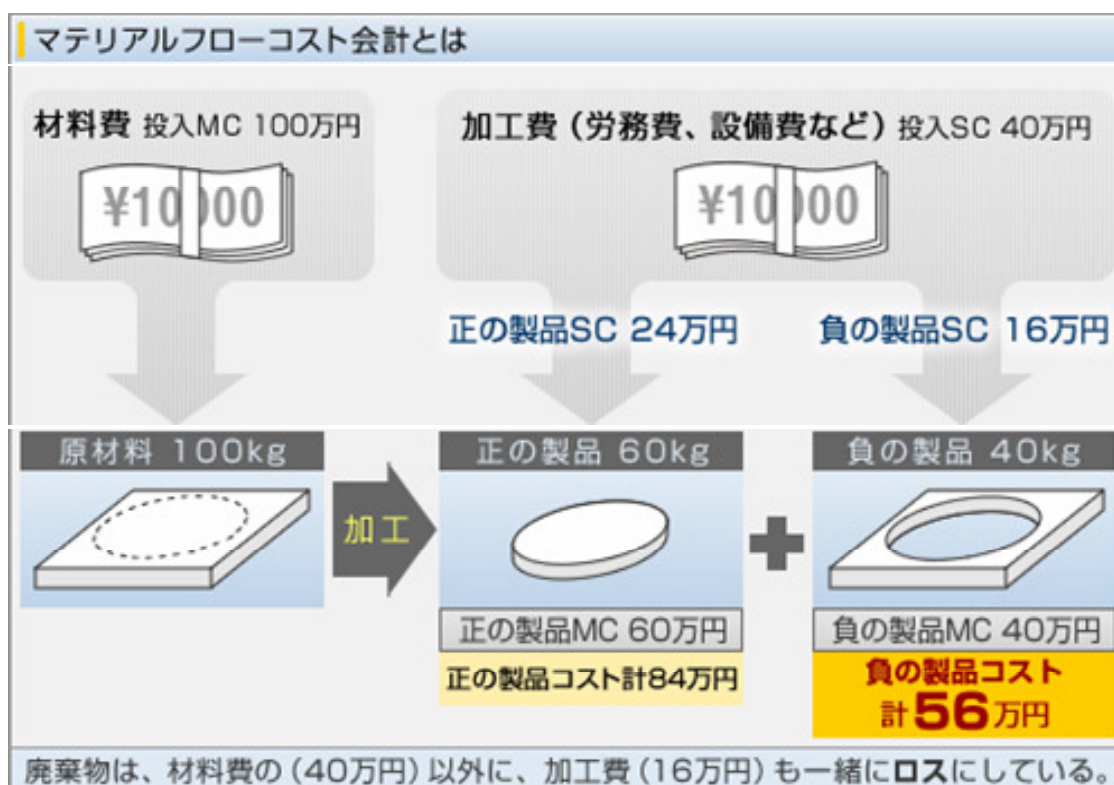 マテリアルフローコスト会計とは
材料費 投入MC 100万円
加工費（労務費、設備費など）投入SC 40万円
¥10000
¥10000
正の製品SC 24万円
負の製品SC 16万円
原材料 100kg
加工
正の製品 60kg
負の製品 40kg
正の製品MC 60万円
負の製品MC 40万円
正の製品コスト計84万円
負の製品コスト
計56万円
廃棄物は、材料費の（40万円）以外に、加工費（16万円）も一緒にロスにしている。